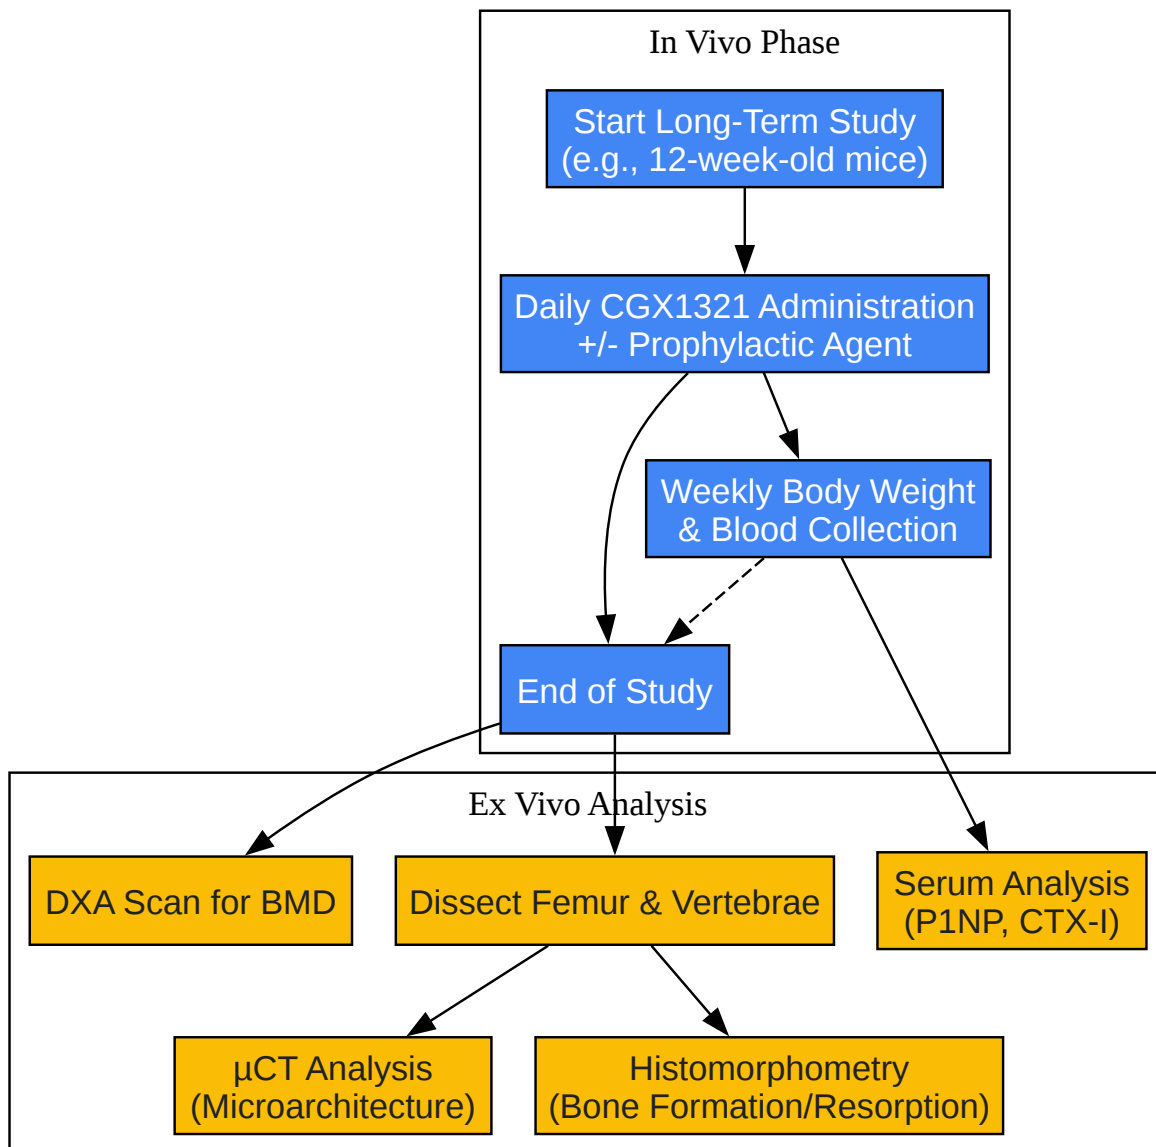 In Vivo Phase
Start Long-Term Study
(e.g., 12-week-old mice)
Daily CGX1321 Administration
+/- Prophylactic Agent
Weekly Body Weight
& Blood Collection
End of Study
Ex Vivo Analysis
DXA Scan for BMD
Dissect Femur & Vertebrae
Serum Analysis
(P1NP, CTX-I)
µCT Analysis
(Microarchitecture)
Histomorphometry
(Bone Formation/Resorption)